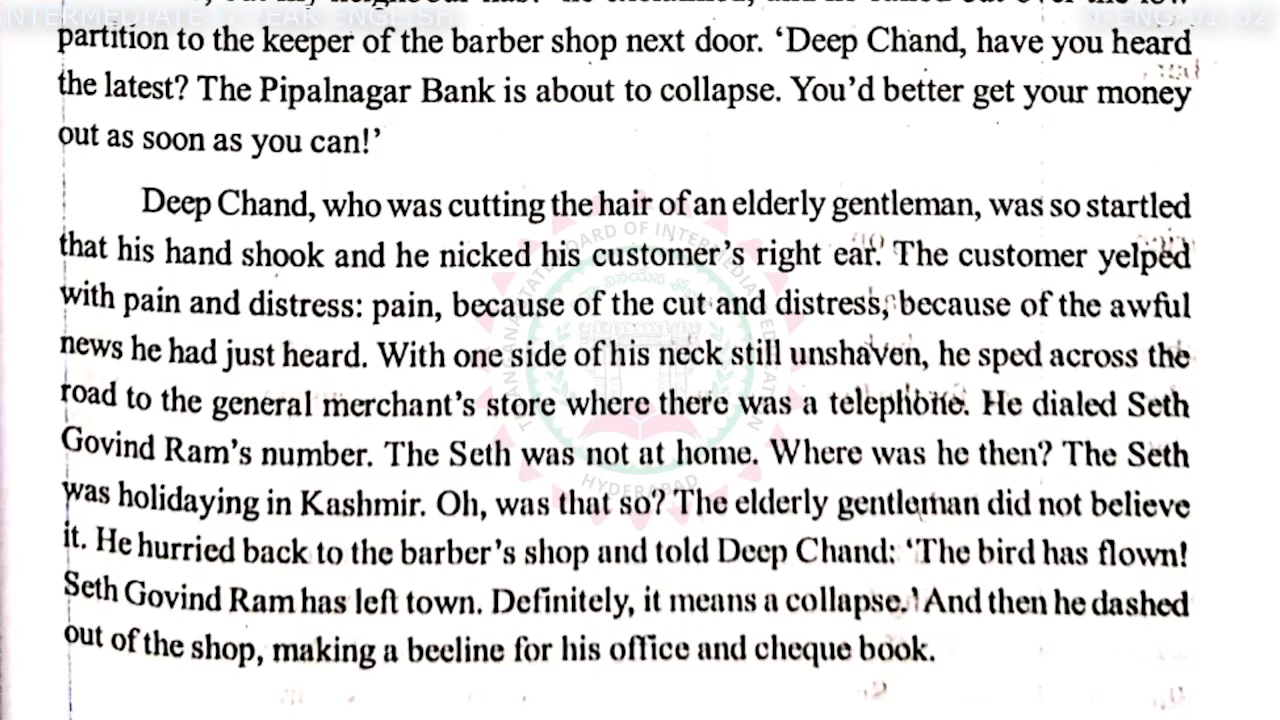 INTERMEDIATE II YEAR ENGLISH
partition to the keeper of the barber shop next door. ‘Deep Chand, have you heard
the latest? The Pipalnagar Bank is about to collapse. You’d better get your money
out as soon as you can!’
Deep Chand, who was cutting the hair of an elderly gentleman, was so startled
that his hand shook and he nicked his customer’s right ear. The customer yelped
with pain and distress: pain, because of the cut and distress, because of the awful
news he had just heard. With one side of his neck still unshaven, he sped across the
road to the general merchant’s store where there was a telephone. He dialed Seth
Govind Ram’s number. The Seth was not at home. Where was he then? The Seth
was holidaying in Kashmir. Oh, was that so? The elderly gentleman did not believe
it. He hurried back to the barber’s shop and told Deep Chand: ‘The bird has flown!
Seth Govind Ram has left town. Definitely, it means a collapse.’ And then he dashed
out of the shop, making a beeline for his office and cheque book.
HYDERABAD